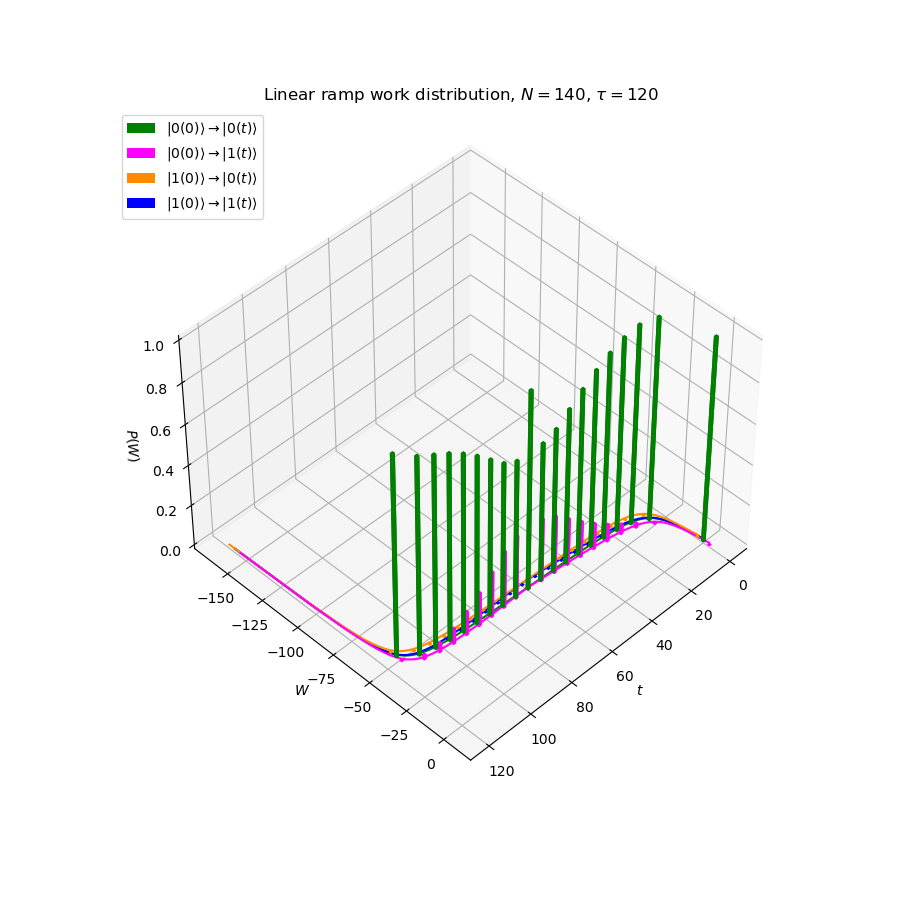 Linear ramp work distribution, $N = 140$, $\tau = 120$
|0(0)⟩ → |0(t)⟩
|0(0)⟩ → |1(t)⟩
|1(0)⟩ → |0(t)⟩
|1(0)⟩ → |1(t)⟩
1.0
0.8
0.6
0.4
0.2
0.0
P(W)
−150
−125
−100
−75
−50
−25
0
W
0
20
40
60
80
100
120
t